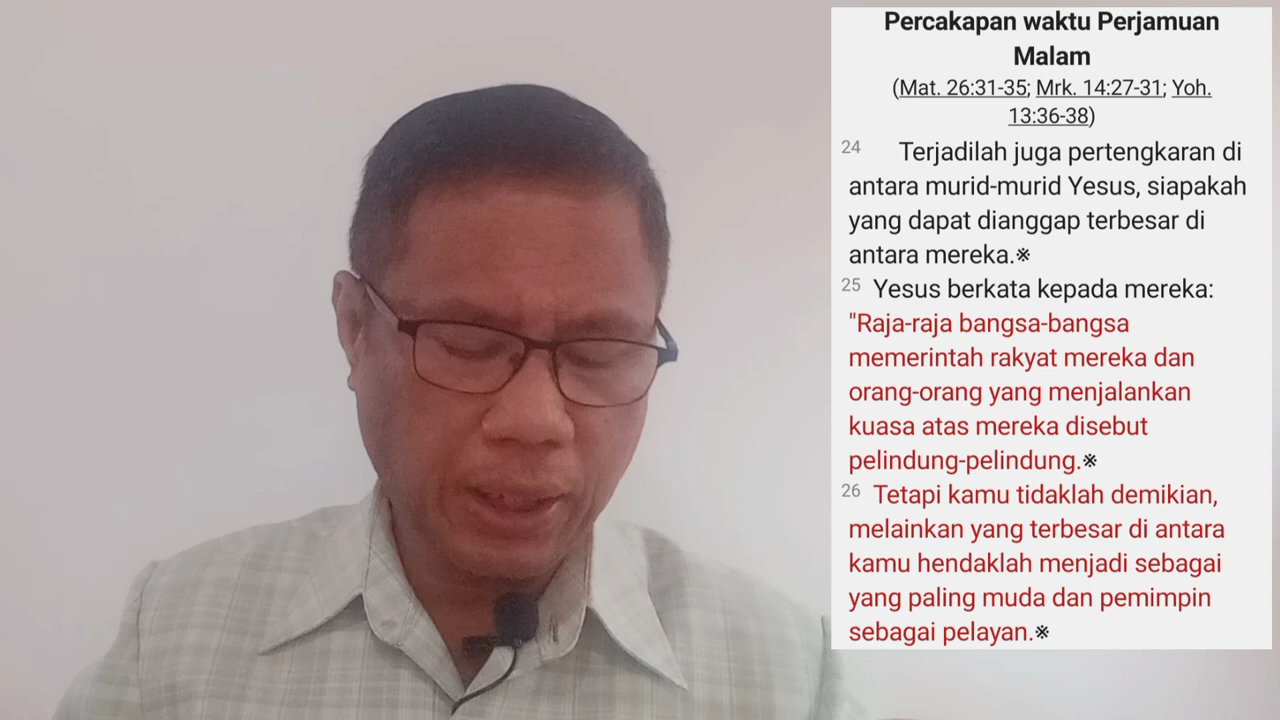 Percakapan waktu Perjamuan
Malam
(Mat. 26:31-35; Mrk. 14:27-31; Yoh.
13:36-38)
24 Terjadilah juga pertengkaran di
antara murid-murid Yesus, siapakah
yang dapat dianggap terbesar di
antara mereka.※
25 Yesus berkata kepada mereka:
"Raja-raja bangsa-bangsa
memerintah rakyat mereka dan
orang-orang yang menjalankan
kuasa atas mereka disebut
pelindung-pelindung.※
26 Tetapi kamu tidaklah demikian,
melainkan yang terbesar di antara
kamu hendaklah menjadi sebagai
yang paling muda dan pemimpin
sebagai pelayan.※